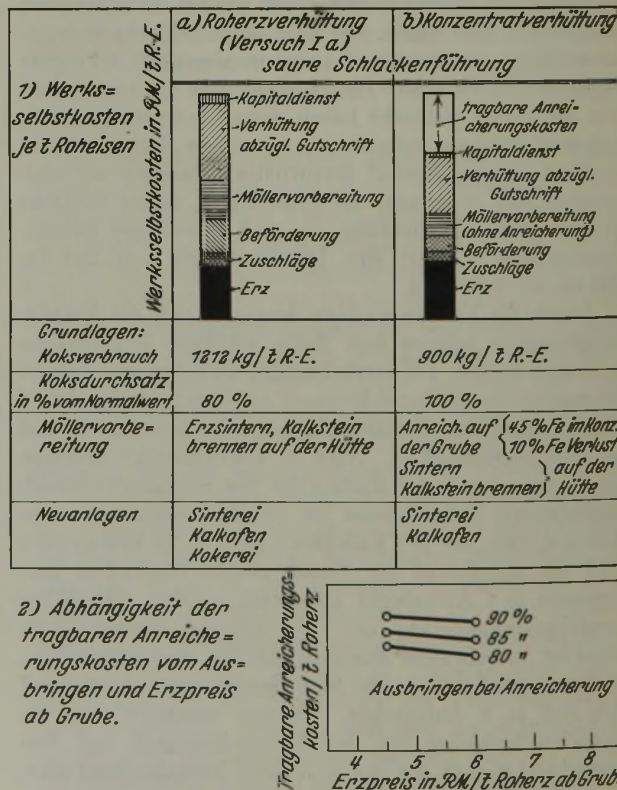 a) Roherzverhüttung
(Versuch I a)
b) Konzentratverhüttung
saure Schlackenführung
1) Werks=
selbstkosten
je t Roheisen
Werksselbstkosten in RM/t R.-E.
Kapitaldienst
Verhüttung
abzügl. Gutschrift
Möllervorbereitung
Beförderung
Zuschläge
Erz
tragbare Anrei-
cherungskosten
Kapitaldienst
Verhüttung abzügl.
Gutschrift
Möllervorbereitung
(ohne Anreicherung)
Beförderung
Zuschläge
Erz
Grundlagen:
Koksverbrauch
1212 kg/t R.-E.
900 kg/t R.-E.
Koksdurchsatz
in % vom Normalwert
80 %
100 %
Möllervorbe=
reitung
Erzsintern, Kalkstein
brennen auf der Hütte
Anreich. auf { 45% Fe im Konz.
der Grube { 10% Fe Verlust
Sintern } auf der
Kalksteinbrennen } Hütte
Neuanlagen
Sinterei
Kalkofen
Kokerei
Sinterei
Kalkofen
2) Abhängigkeit der
tragbaren Anreiche=
rungskosten vom Aus=
bringen und Erzpreis
ab Grube.
Tragbare Anreicherungs=
kosten/t Roherz
90 %
85 "
80 "
Ausbringen bei Anreicherung
4 5 6 7 8
Erzpreis in RM/t Roherz ab Grub